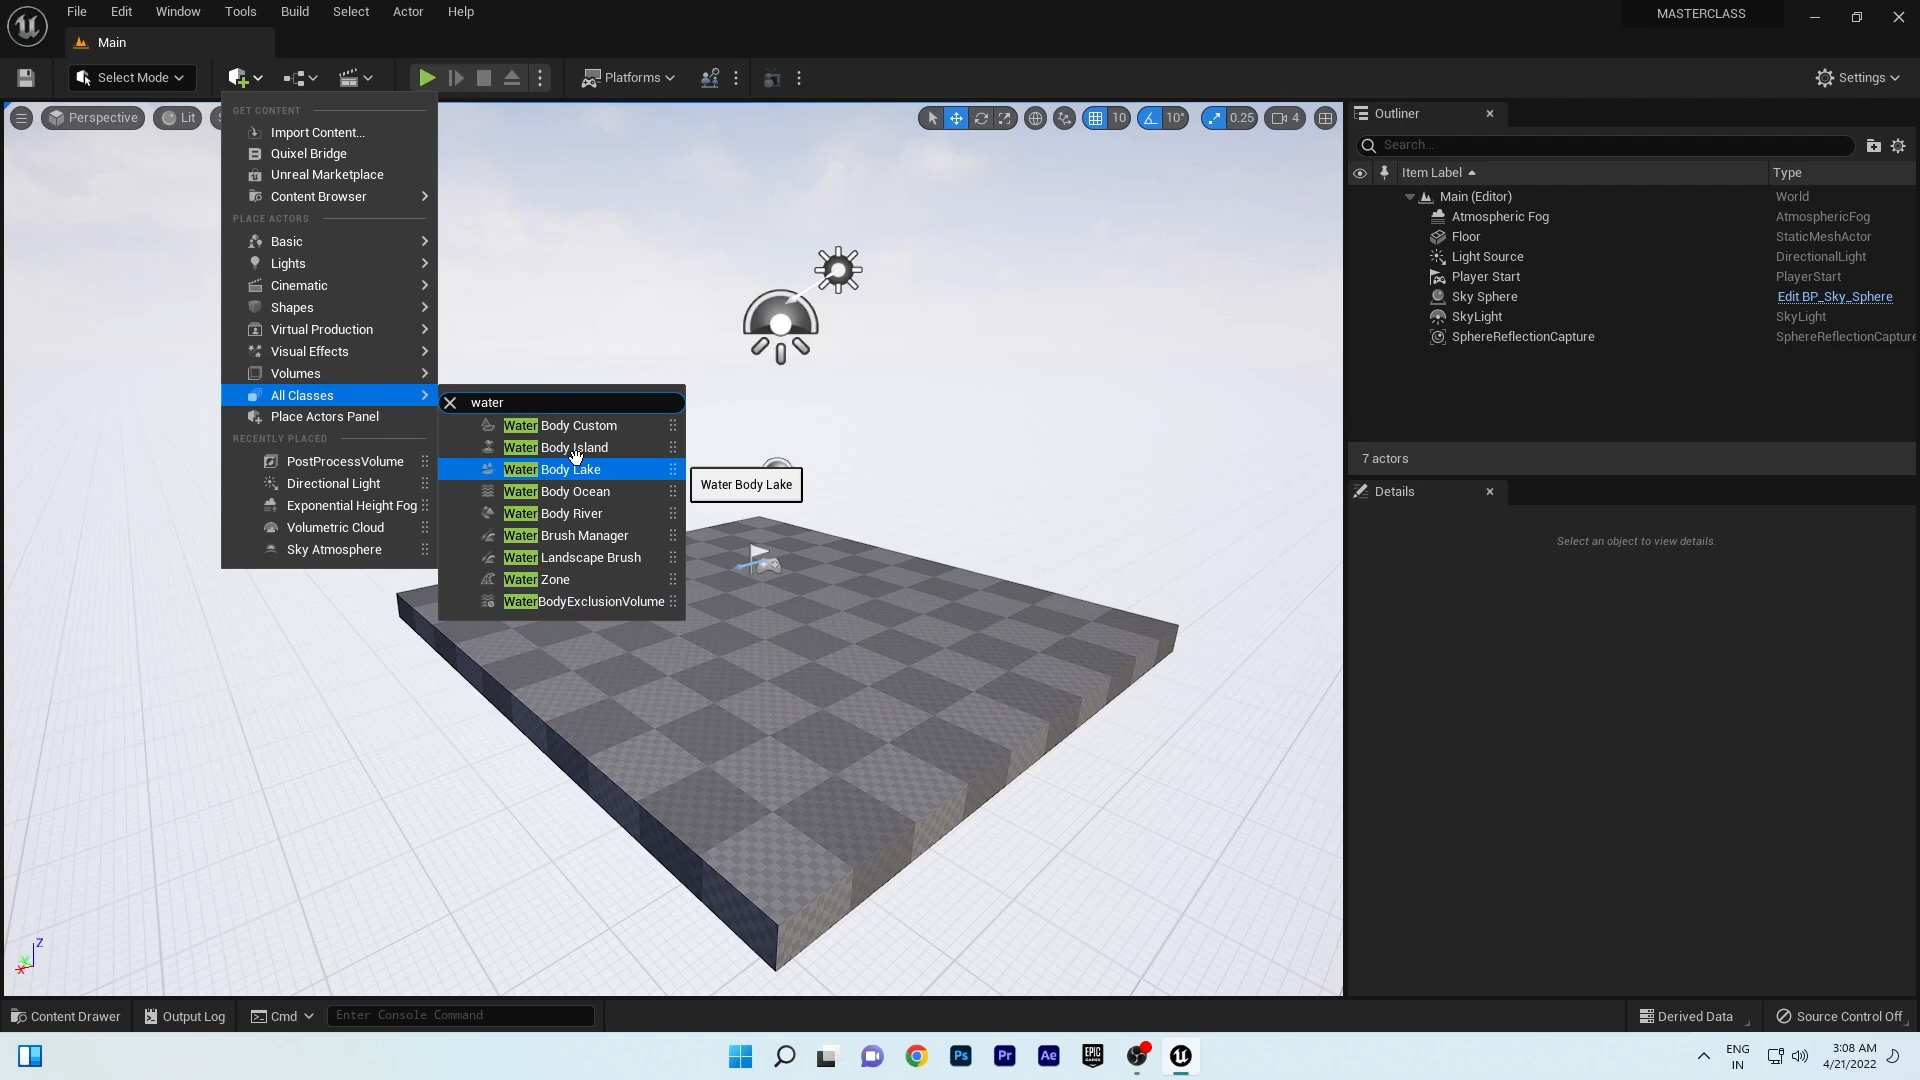 File Edit Window Tools Build Select Actor Help
MASTERCLASS
Main
Select Mode
Platforms
Settings
Perspective
Lit
10
10°
0.25
4
GET CONTENT
Import Content...
Quixel Bridge
Unreal Marketplace
Content Browser
PLACE ACTORS
Basic
Lights
Cinematic
Shapes
Virtual Production
Visual Effects
Volumes
All Classes
Place Actors Panel
RECENTLY PLACED
PostProcessVolume
Directional Light
Exponential Height Fog
Volumetric Cloud
Sky Atmosphere
water
Water Body Custom
Water Body Island
Water Body Lake
Water Body Ocean
Water Body River
Water Brush Manager
Water Landscape Brush
Water Zone
WaterBodyExclusionVolume
Water Body Lake
Z
Y
X
Outliner
Search...
Item Label Type
Main (Editor) World
Atmospheric Fog AtmosphericFog
Floor StaticMeshActor
Light Source DirectionalLight
Player Start PlayerStart
Sky Sphere Edit BP_Sky_Sphere
SkyLight SkyLight
SphereReflectionCapture SphereReflectionCapture
7 actors
Details
Select an object to view details.
Content Drawer Output Log Cmd Enter Console Command Derived Data Source Control Off
Ps Pr Ae EPIC GAMES
ENG
IN
3:08 AM
4/21/2022